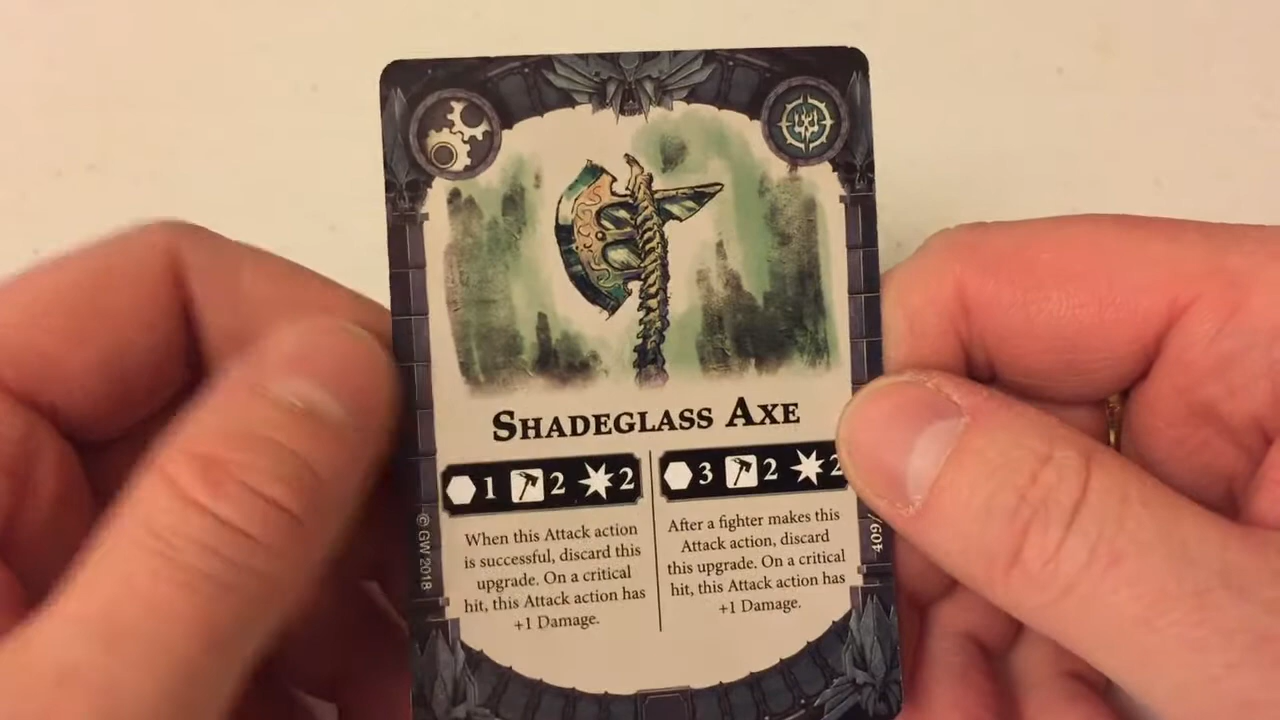 SHADEGLASS AXE
1 2 2
3 2 2
When this Attack action
is successful, discard this
upgrade. On a critical
hit, this Attack action has
+1 Damage.
After a fighter makes this
Attack action, discard
this upgrade. On a critical
hit, this Attack action has
+1 Damage.
© GW 2018
409/